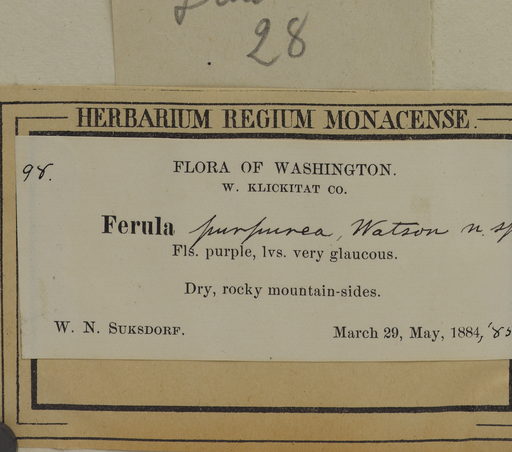 28
HERBARIUM REGIUM MONACENSE.
98.
FLORA OF WASHINGTON.
W. KLICKITAT CO.
Ferula purpurea, Watson n. sp
Fls. purple, lvs. very glaucous.
Dry, rocky mountain-sides.
W. N. SUKSDORF.
March 29, May, 1884, '85